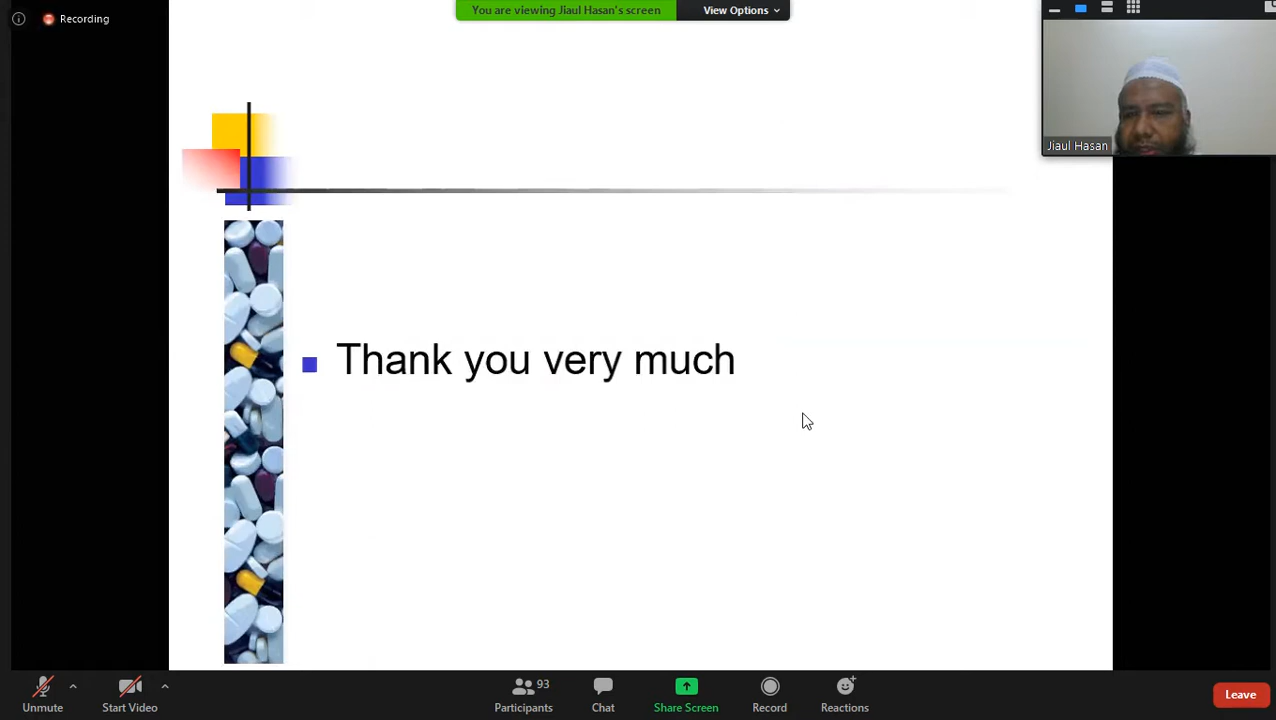 Recording
You are viewing Jiaul Hasan's screen
View Options
Jiaul Hasan
Thank you very much
93
Unmute
Start Video
Participants
Chat
Share Screen
Record
Reactions
Leave